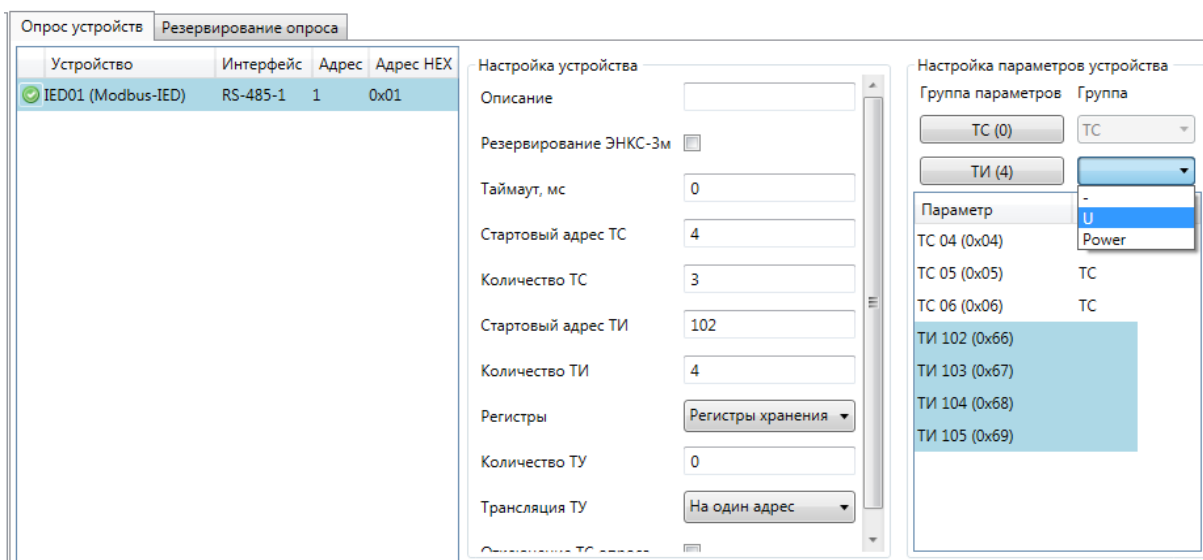 Опрос устройств Резервирование опроса
Устройство Интерфейс Адрес Адрес HEX
IED01 (Modbus-IED) RS-485-1 1 0x01
Настройка устройства
Описание
Резервирование ЭНКС-3м
Таймаут, мс 0
Стартовый адрес ТС 4
Количество ТС 3
Стартовый адрес ТИ 102
Количество ТИ 4
Регистры Регистры хранения
Количество ТУ 0
Трансляция ТУ На один адрес
Настройка параметров устройства
Группа параметров Группа
ТС (0) ТС
ТИ (4)
-
U
Power
Параметр
ТС 04 (0x04)
ТС 05 (0x05) ТС
ТС 06 (0x06) ТС
ТИ 102 (0x66)
ТИ 103 (0x67)
ТИ 104 (0x68)
ТИ 105 (0x69)